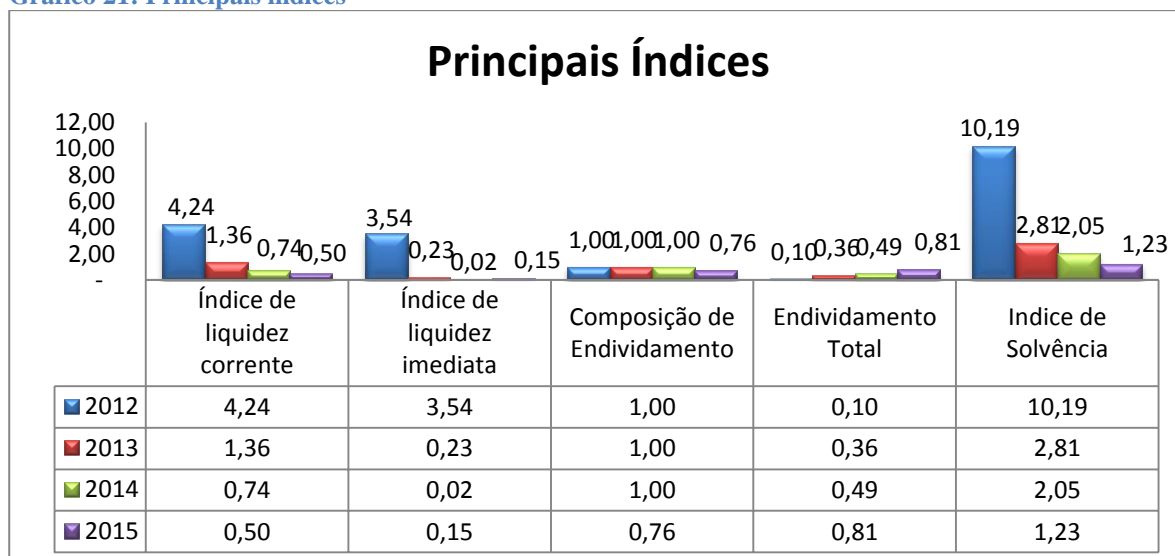 Gráfico 21: Principais índices
Principais Índices
12,00
10,00
8,00
6,00
4,00
2,00
-
4,24
1,36
0,74
0,50
3,54
0,23
0,02
0,15
1,00
1,00
1,00
0,76
0,10
0,36
0,49
0,81
10,19
2,81
2,05
1,23
Índice de liquidez corrente
Índice de liquidez imediata
Composição de Endividamento
Endividamento Total
Indice de Solvência
2012 4,24 3,54 1,00 0,10 10,19
2013 1,36 0,23 1,00 0,36 2,81
2014 0,74 0,02 1,00 0,49 2,05
2015 0,50 0,15 0,76 0,81 1,23